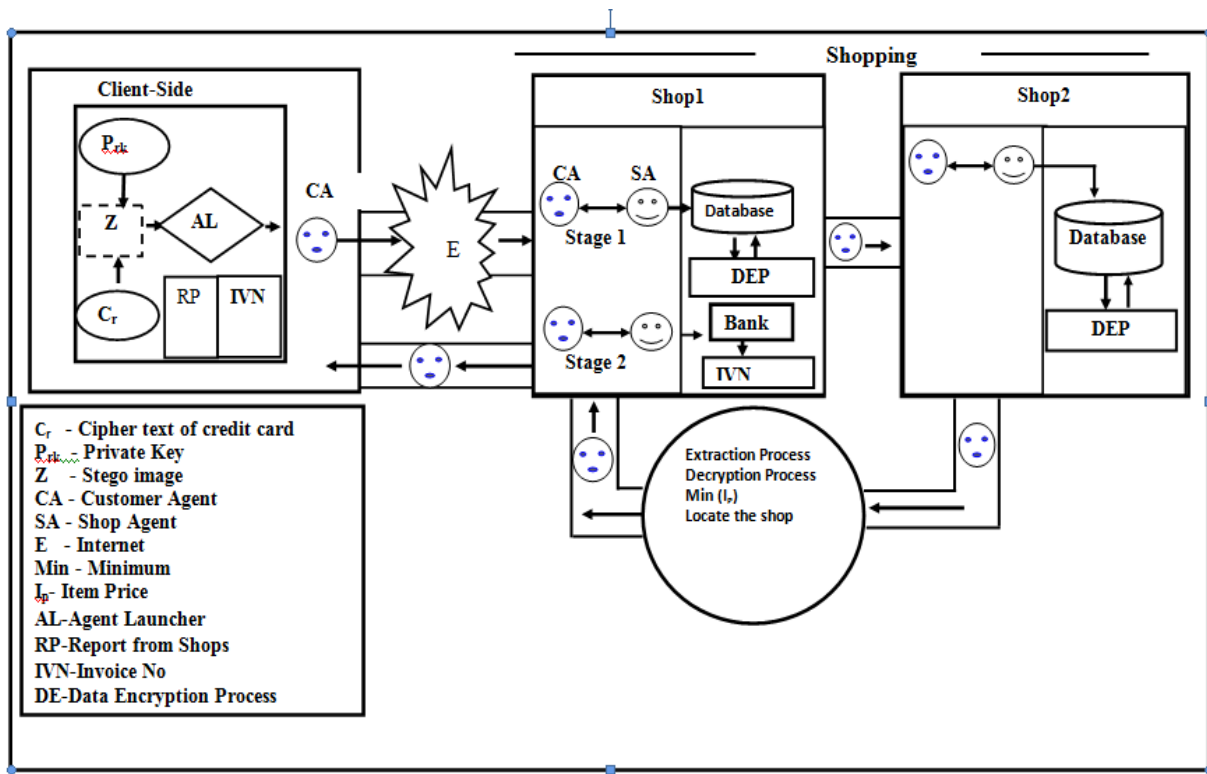 Shopping
Client-Side
Prk
Z
AL
Cr
RP
IVN
CA
E
Shop1
CA SA
Stage 1
Database
DEP
Stage 2
Bank
IVN
Shop2
Database
DEP
Extraction Process
Decryption Process
Min (IP)
Locate the shop
Cr - Cipher text of credit card
Prk - Private Key
Z - Stego image
CA - Customer Agent
SA - Shop Agent
E - Internet
Min - Minimum
Ip- Item Price
AL-Agent Launcher
RP-Report from Shops
IVN-Invoice No
DE-Data Encryption Process